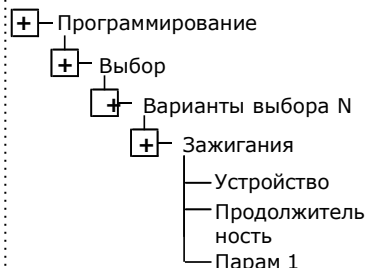 Программирование
Выбор
Варианты выбора N
Зажигания
Устройство
Продолжитель
ность
Парам 1